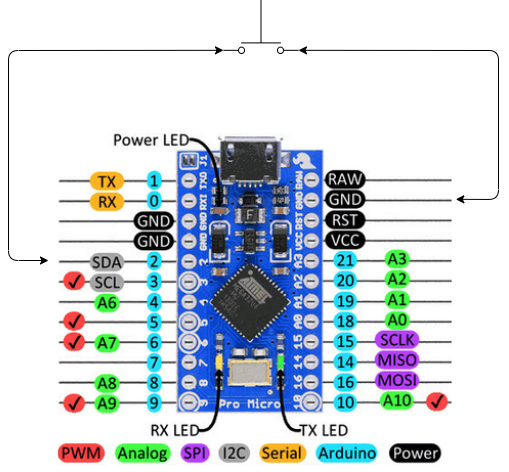 Power LED
J1
TX 1 TXO RAW RAW
RX 0 RXI GND GND
GND GND RST RST
GND GND VCC VCC
SDA 2 2 A3 21 A3
SCL 3 3 A2 20 A2
A6 4 4 A1 19 A1
5 5 A0 18 A0
A7 6 6 15 15 SCLK
7 7 14 14 MISO
A8 8 8 16 16 MOSI
A9 9 9 10 10 A10
F
ATMEL
Pro Micro
RX LED TX LED
PWM Analog SPI I2C Serial Arduino Power